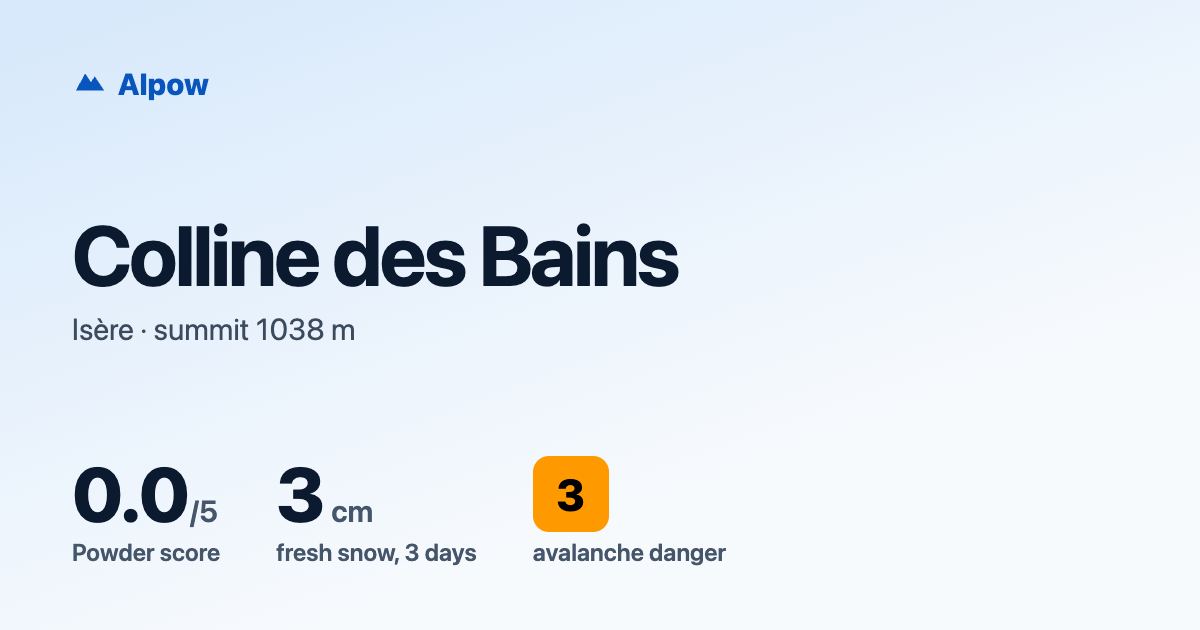 Alpow
Colline des Bains
Isère · summit 1038 m
0.0/5
Powder score
3 cm
fresh snow, 3 days
3
avalanche danger